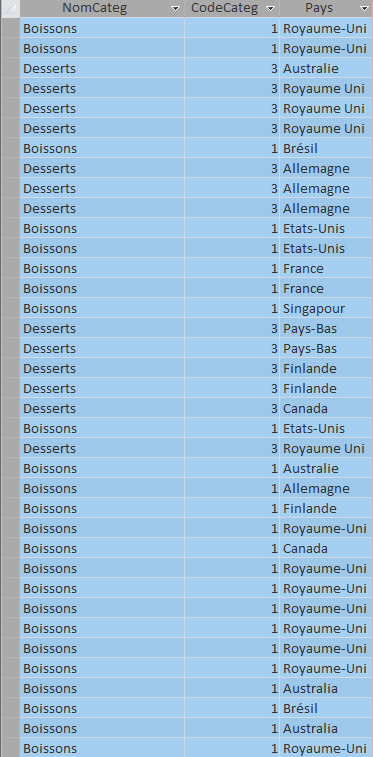 NomCateg CodeCateg Pays
Boissons 1 Royaume-Uni
Boissons 1 Royaume-Uni
Desserts 3 Australie
Desserts 3 Royaume Uni
Desserts 3 Royaume Uni
Desserts 3 Royaume Uni
Boissons 1 Brésil
Desserts 3 Allemagne
Desserts 3 Allemagne
Desserts 3 Allemagne
Boissons 1 Etats-Unis
Boissons 1 Etats-Unis
Boissons 1 France
Boissons 1 France
Boissons 1 Singapour
Desserts 3 Pays-Bas
Desserts 3 Pays-Bas
Desserts 3 Finlande
Desserts 3 Finlande
Desserts 3 Canada
Boissons 1 Etats-Unis
Desserts 3 Royaume Uni
Boissons 1 Australie
Boissons 1 Allemagne
Boissons 1 Finlande
Boissons 1 Royaume-Uni
Boissons 1 Canada
Boissons 1 Royaume-Uni
Boissons 1 Royaume-Uni
Boissons 1 Royaume-Uni
Boissons 1 Royaume-Uni
Boissons 1 Royaume-Uni
Boissons 1 Royaume-Uni
Boissons 1 Australia
Boissons 1 Brésil
Boissons 1 Australia
Boissons 1 Royaume-Uni